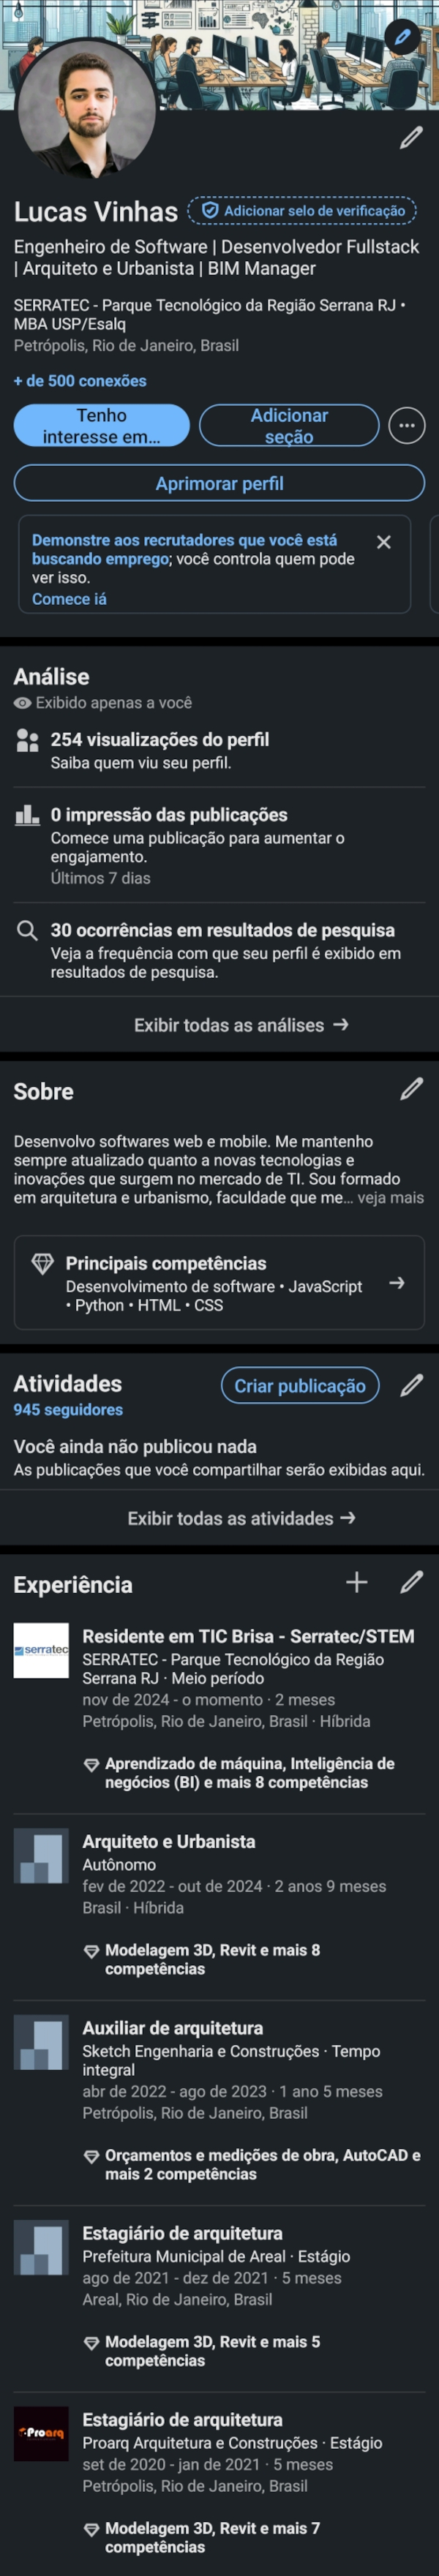 Lucas Vinhas
Adicionar selo de verificação
Engenheiro de Software | Desenvolvedor Fullstack
| Arquiteto e Urbanista | BIM Manager
SERRATEC - Parque Tecnológico da Região Serrana RJ •
MBA USP/Esalq
Petrópolis, Rio de Janeiro, Brasil
+ de 500 conexões
Tenho
interesse em...
Adicionar
seção
Aprimorar perfil
Demonstre aos recrutadores que você está
buscando emprego; você controla quem pode
ver isso.
Comece já
Análise
Exibido apenas a você
254 visualizações do perfil
Saiba quem viu seu perfil.
0 impressão das publicações
Comece uma publicação para aumentar o
engajamento.
Últimos 7 dias
30 ocorrências em resultados de pesquisa
Veja a frequência com que seu perfil é exibido em
resultados de pesquisa.
Exibir todas as análises →
Sobre
Desenvolvo softwares web e mobile. Me mantenho
sempre atualizado quanto a novas tecnologias e
inovações que surgem no mercado de TI. Sou formado
em arquitetura e urbanismo, faculdade que me... veja mais
Principais competências
Desenvolvimento de software • JavaScript
• Python • HTML • CSS
Atividades
Criar publicação
945 seguidores
Você ainda não publicou nada
As publicações que você compartilhar serão exibidas aqui.
Exibir todas as atividades →
Experiência
serratec
Residente em TIC Brisa - Serratec/STEM
SERRATEC - Parque Tecnológico da Região
Serrana RJ · Meio período
nov de 2024 - o momento · 2 meses
Petrópolis, Rio de Janeiro, Brasil · Híbrida
Aprendizado de máquina, Inteligência de
negócios (BI) e mais 8 competências
Arquiteto e Urbanista
Autônomo
fev de 2022 - out de 2024 · 2 anos 9 meses
Brasil · Híbrida
Modelagem 3D, Revit e mais 8
competências
Auxiliar de arquitetura
Sketch Engenharia e Construções · Tempo
integral
abr de 2022 - ago de 2023 · 1 ano 5 meses
Petrópolis, Rio de Janeiro, Brasil
Orçamentos e medições de obra, AutoCAD e
mais 2 competências
Estagiário de arquitetura
Prefeitura Municipal de Areal · Estágio
ago de 2021 - dez de 2021 · 5 meses
Areal, Rio de Janeiro, Brasil
Modelagem 3D, Revit e mais 5
competências
Proarq
Estagiário de arquitetura
Proarq Arquitetura e Construções · Estágio
set de 2020 - jan de 2021 · 5 meses
Petrópolis, Rio de Janeiro, Brasil
Modelagem 3D, Revit e mais 7
competências